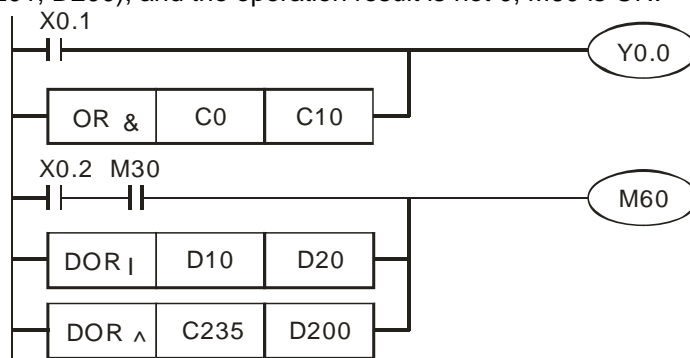 X0.1
Y0.0
OR & C0 C10
X0.2 M30
M60
DOR | D10 D20
DOR ^ C235 D200